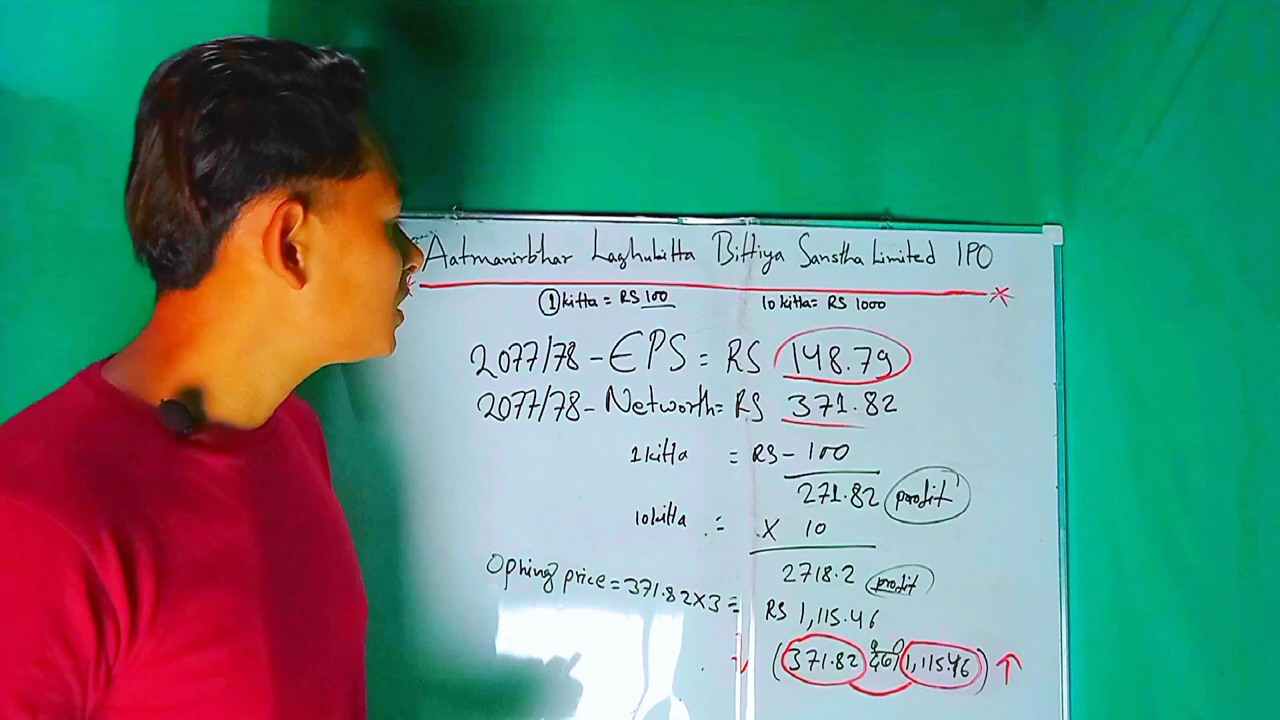 Aatmanirbhar Laghubitta Bittiya Sanstha Limited IPO
1 kitta = RS 100 10 kitta = RS 1000
2077/78 - EPS = RS 148.79
2077/78 - Networth = RS 371.82
1 kitta = RS - 100
271.82 profit
10 kitta = X 10
2718.2 profit
Opning price = 371.82 X 3 = RS 1,115.46
(371.82 1,115.46) ↑